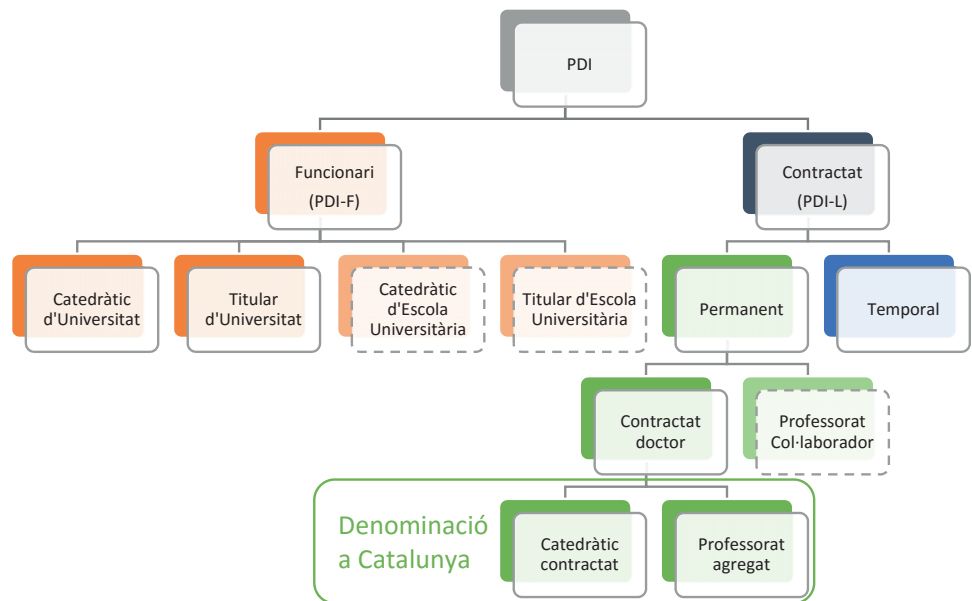 PDI
Funcionari
(PDI-F)
Contractat
(PDI-L)
Catedràtic
d'Universitat
Titular
d'Universitat
Catedràtic
d'Escola
Universitària
Titular d'Escola
Universitària
Permanent
Temporal
Contractat
doctor
Professorat
Col·laborador
Denominació
a Catalunya
Catedràtic
contractat
Professorat
agregat